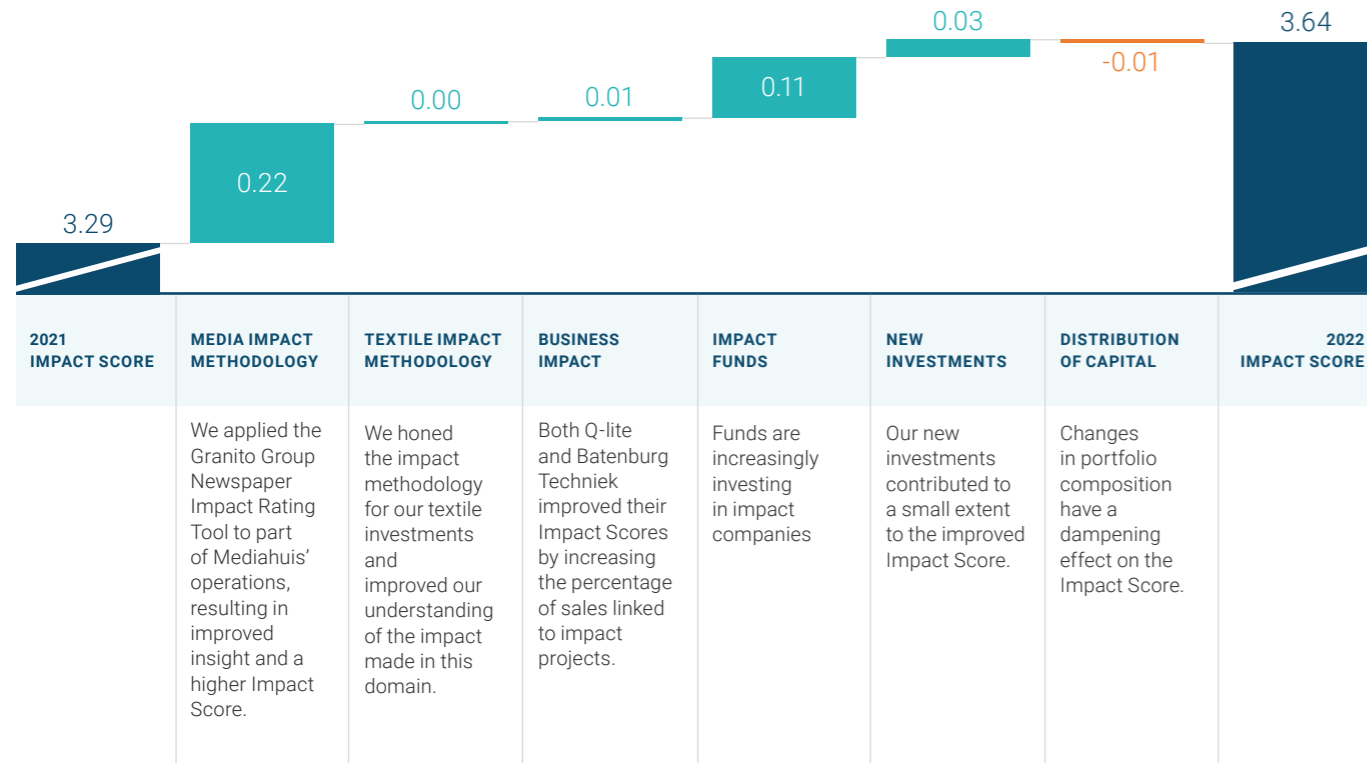 3.29
0.22
0.00
0.01
0.11
0.03
-0.01
3.64
2021
IMPACT SCORE
MEDIA IMPACT
METHODOLOGY
TEXTILE IMPACT
METHODOLOGY
BUSINESS
IMPACT
IMPACT
FUNDS
NEW
INVESTMENTS
DISTRIBUTION
OF CAPITAL
2022
IMPACT SCORE
We applied the
Granito Group
Newspaper
Impact Rating
Tool to part
of Mediahuis'
operations,
resulting in
improved
insight and a
higher Impact
Score.
We honed
the impact
methodology
for our textile
investments
and
improved our
understanding
of the impact
made in this
domain.
Both Q-lite
and Batenburg
Techniek
improved their
Impact Scores
by increasing
the percentage
of sales linked
to impact
projects.
Funds are
increasingly
investing
in impact
companies
Our new
investments
contributed to
a small extent
to the improved
Impact Score.
Changes
in portfolio
composition
have a
dampening
effect on the
Impact Score.